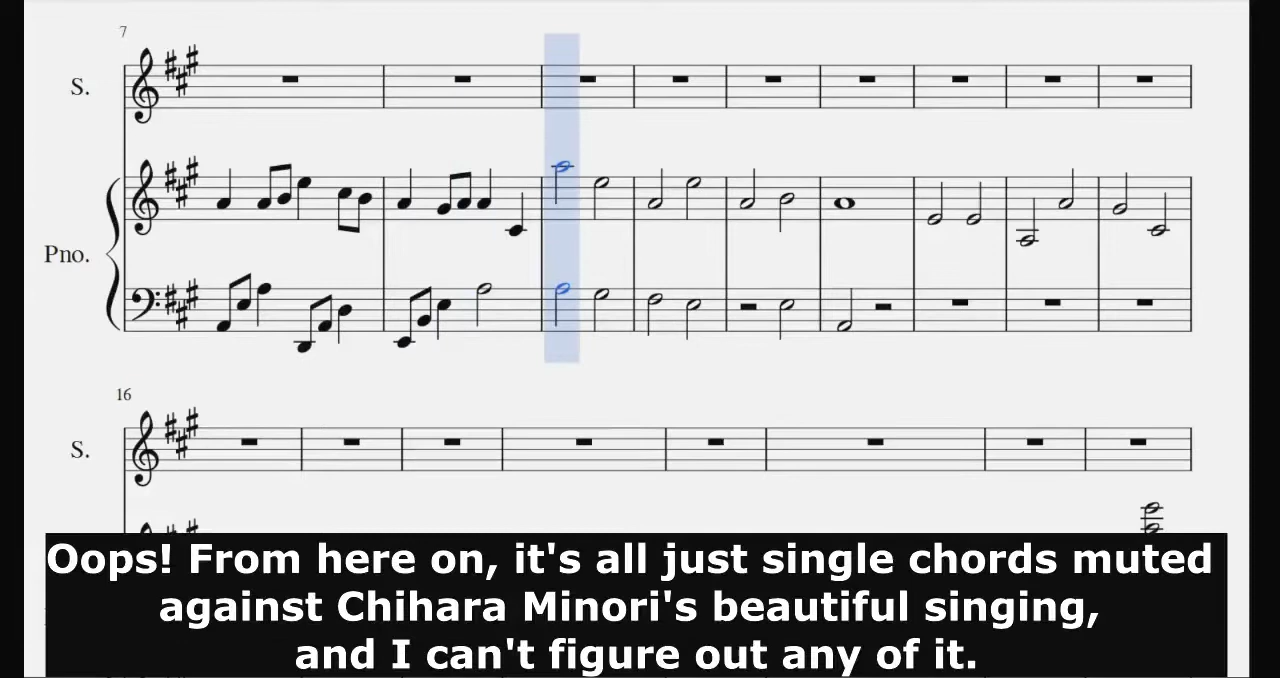 7
S.
Pno.
16
S.
Oops! From here on, it's all just single chords muted
against Chihara Minori's beautiful singing,
and I can't figure out any of it.